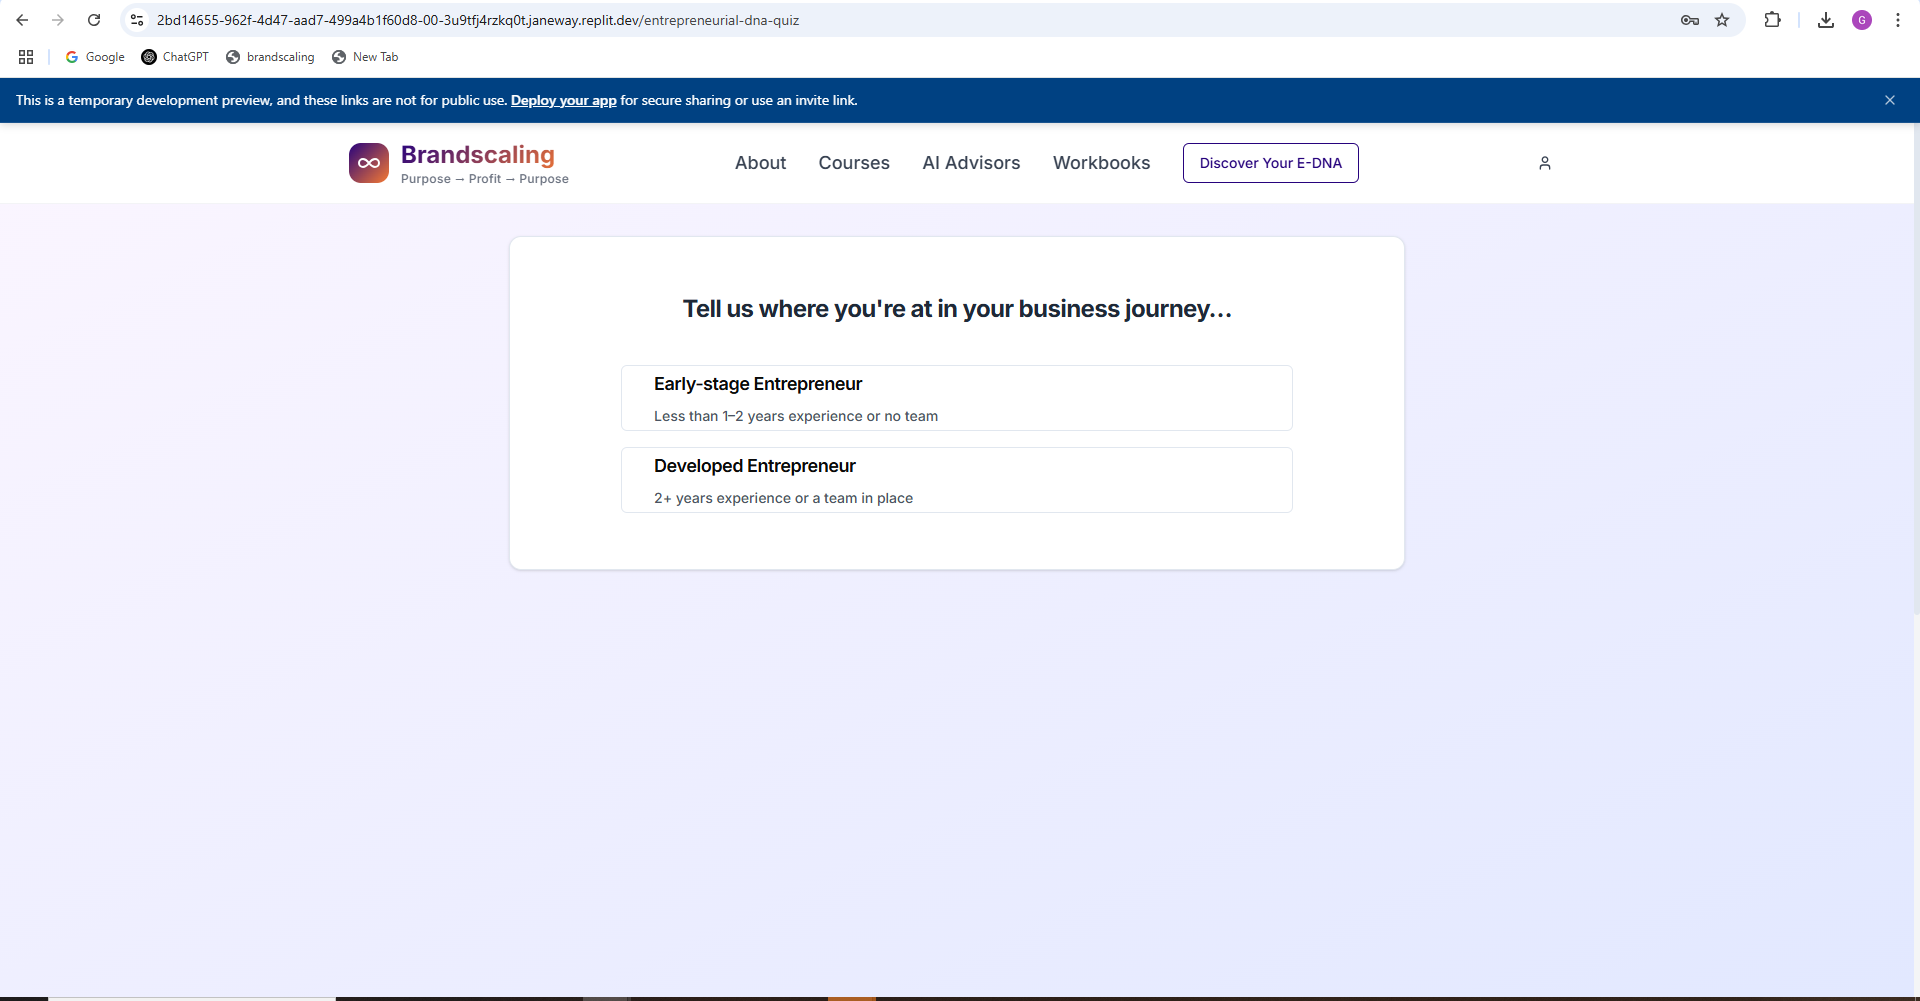 2bd14655-962f-4d47-aad7-499a4b1f60d8-00-3u9tfj4rzkq0t.janeway.replit.dev/entrepreneurial-dna-quiz
G
Google
ChatGPT
brandscaling
New Tab
This is a temporary development preview, and these links are not for public use. Deploy your app for secure sharing or use an invite link.
Brandscaling
Purpose → Profit → Purpose
About
Courses
AI Advisors
Workbooks
Discover Your E-DNA
Tell us where you're at in your business journey...
Early-stage Entrepreneur
Less than 1–2 years experience or no team
Developed Entrepreneur
2+ years experience or a team in place